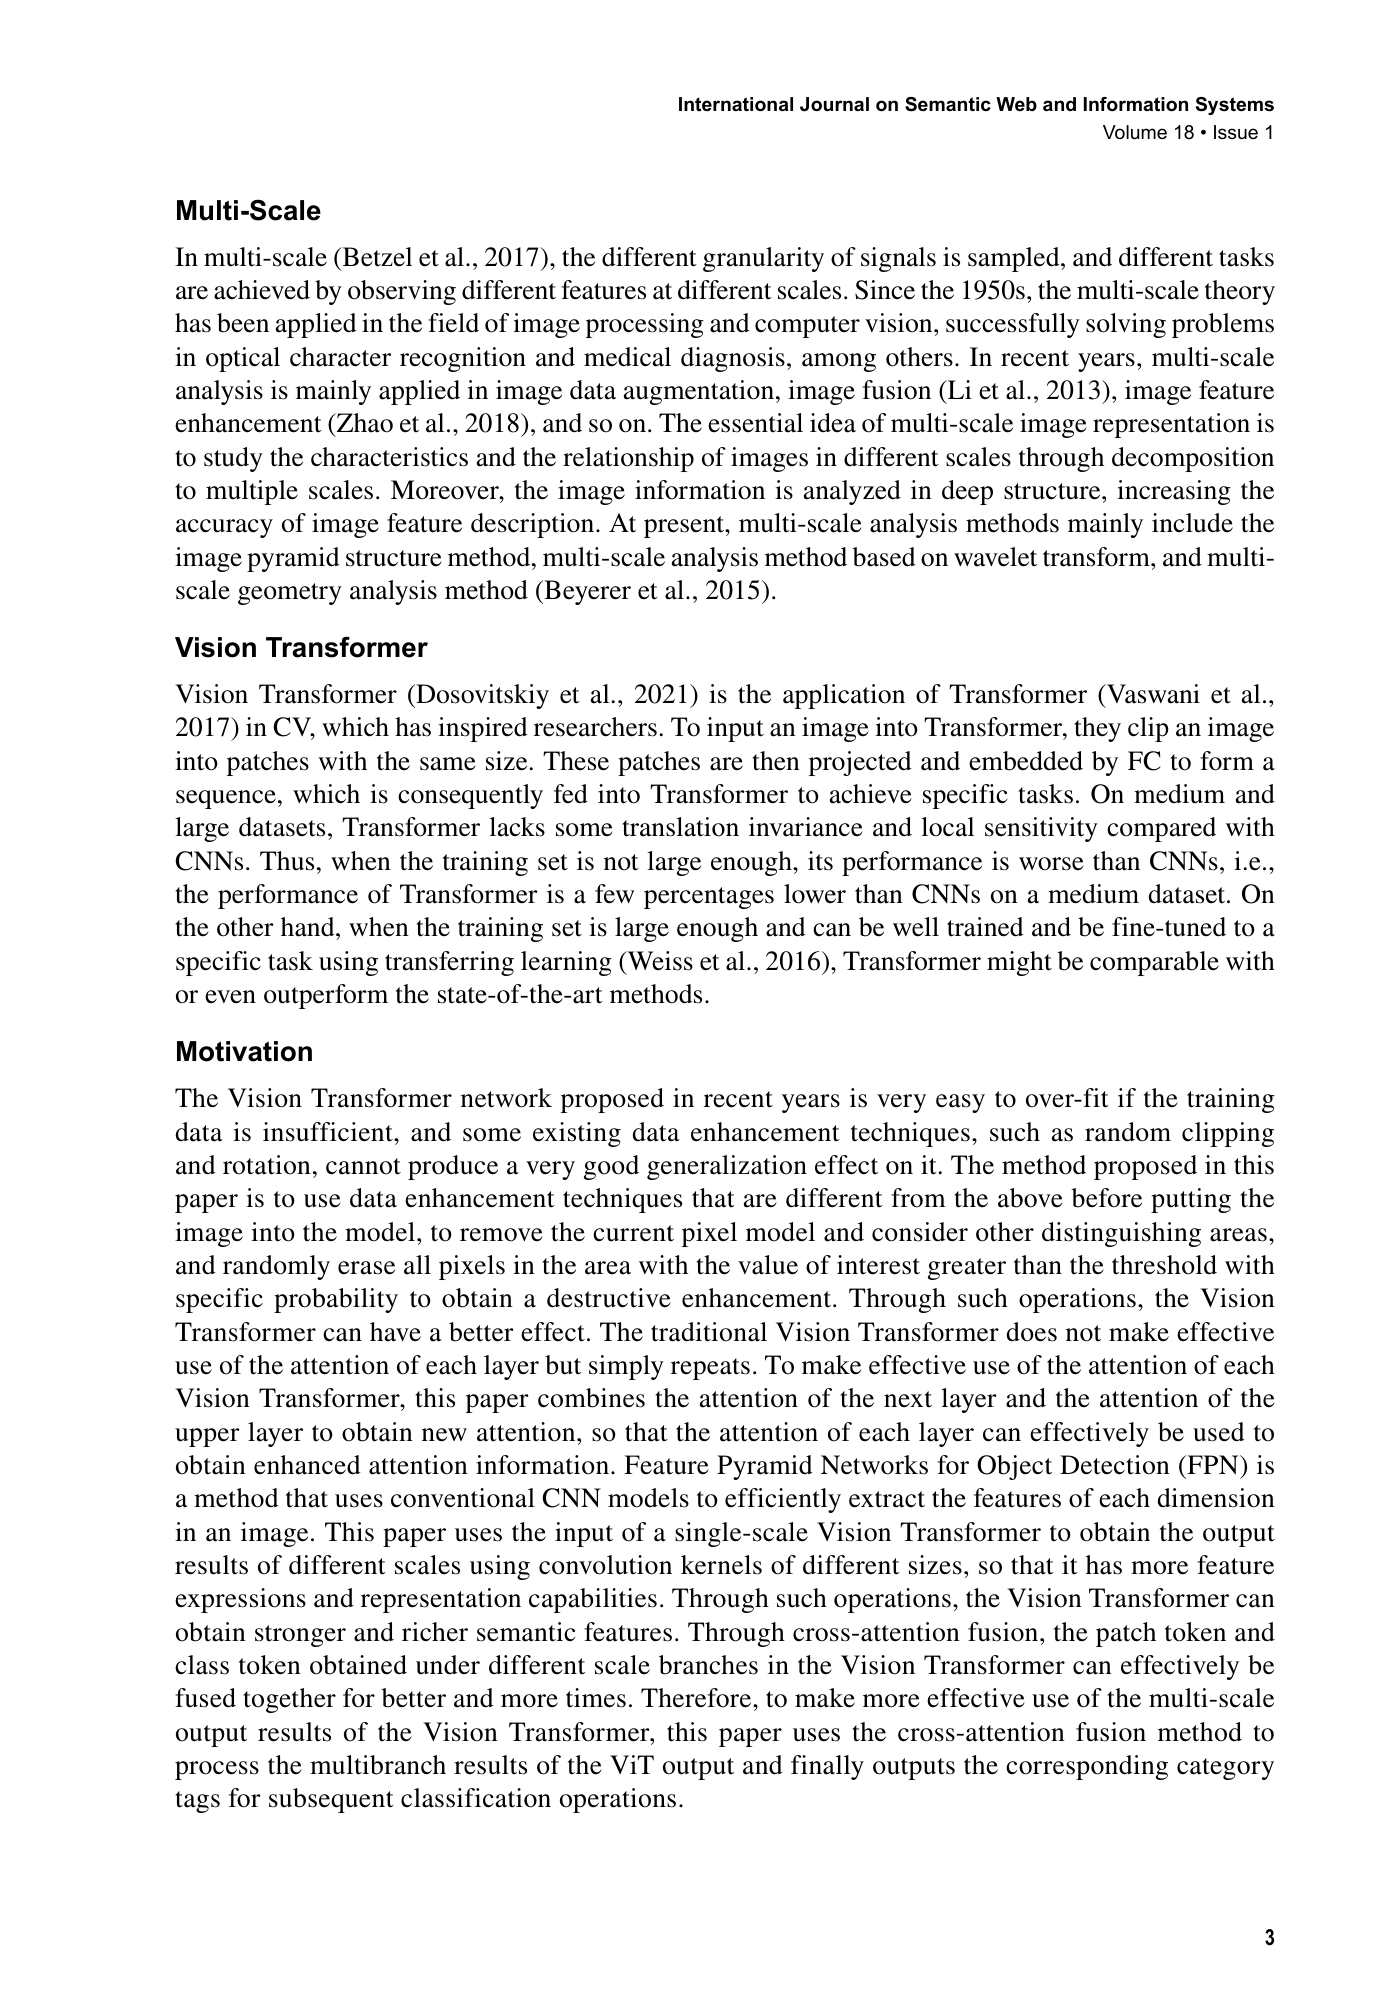 International Journal on Semantic Web and Information Systems
Volume 18 • Issue 1
Multi-Scale
In multi-scale (Betzel et al., 2017), the different granularity of signals is sampled, and different tasks
are achieved by observing different features at different scales. Since the 1950s, the multi-scale theory
has been applied in the field of image processing and computer vision, successfully solving problems
in optical character recognition and medical diagnosis, among others. In recent years, multi-scale
analysis is mainly applied in image data augmentation, image fusion (Li et al., 2013), image feature
enhancement (Zhao et al., 2018), and so on. The essential idea of multi-scale image representation is
to study the characteristics and the relationship of images in different scales through decomposition
to multiple scales. Moreover, the image information is analyzed in deep structure, increasing the
accuracy of image feature description. At present, multi-scale analysis methods mainly include the
image pyramid structure method, multi-scale analysis method based on wavelet transform, and multi-
scale geometry analysis method (Beyerer et al., 2015).
Vision Transformer
Vision Transformer (Dosovitskiy et al., 2021) is the application of Transformer (Vaswani et al.,
2017) in CV, which has inspired researchers. To input an image into Transformer, they clip an image
into patches with the same size. These patches are then projected and embedded by FC to form a
sequence, which is consequently fed into Transformer to achieve specific tasks. On medium and
large datasets, Transformer lacks some translation invariance and local sensitivity compared with
CNNs. Thus, when the training set is not large enough, its performance is worse than CNNs, i.e.,
the performance of Transformer is a few percentages lower than CNNs on a medium dataset. On
the other hand, when the training set is large enough and can be well trained and be fine-tuned to a
specific task using transferring learning (Weiss et al., 2016), Transformer might be comparable with
or even outperform the state-of-the-art methods.
Motivation
The Vision Transformer network proposed in recent years is very easy to over-fit if the training
data is insufficient, and some existing data enhancement techniques, such as random clipping
and rotation, cannot produce a very good generalization effect on it. The method proposed in this
paper is to use data enhancement techniques that are different from the above before putting the
image into the model, to remove the current pixel model and consider other distinguishing areas,
and randomly erase all pixels in the area with the value of interest greater than the threshold with
specific probability to obtain a destructive enhancement. Through such operations, the Vision
Transformer can have a better effect. The traditional Vision Transformer does not make effective
use of the attention of each layer but simply repeats. To make effective use of the attention of each
Vision Transformer, this paper combines the attention of the next layer and the attention of the
upper layer to obtain new attention, so that the attention of each layer can effectively be used to
obtain enhanced attention information. Feature Pyramid Networks for Object Detection (FPN) is
a method that uses conventional CNN models to efficiently extract the features of each dimension
in an image. This paper uses the input of a single-scale Vision Transformer to obtain the output
results of different scales using convolution kernels of different sizes, so that it has more feature
expressions and representation capabilities. Through such operations, the Vision Transformer can
obtain stronger and richer semantic features. Through cross-attention fusion, the patch token and
class token obtained under different scale branches in the Vision Transformer can effectively be
fused together for better and more times. Therefore, to make more effective use of the multi-scale
output results of the Vision Transformer, this paper uses the cross-attention fusion method to
process the multibranch results of the ViT output and finally outputs the corresponding category
tags for subsequent classification operations.
3